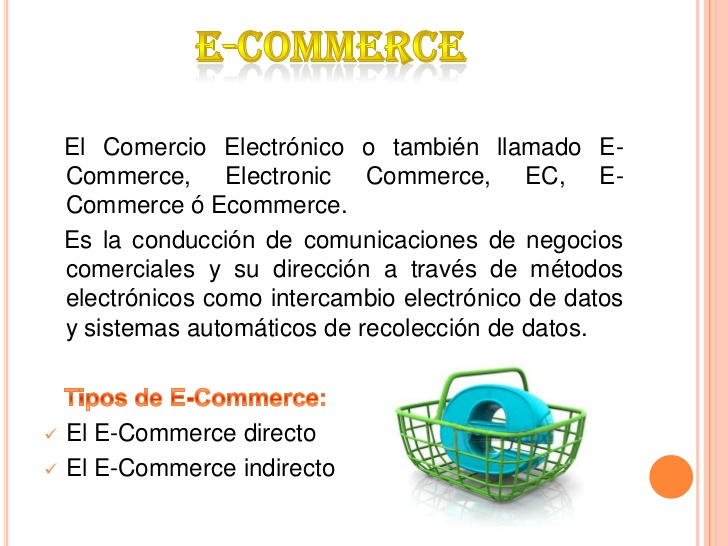 E-COMMERCE
El Comercio Electrónico o también llamado E-
Commerce, Electronic Commerce, EC, E-
Commerce ó Ecommerce.
Es la conducción de comunicaciones de negocios
comerciales y su dirección a través de métodos
electrónicos como intercambio electrónico de datos
y sistemas automáticos de recolección de datos.
Tipos de E-Commerce:
✓ El E-Commerce directo
✓ El E-Commerce indirecto
e